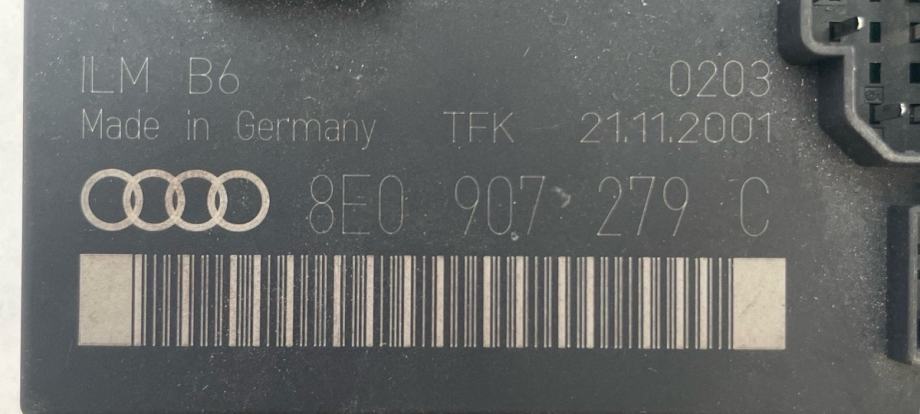 ILM B6 0203
Made in Germany TFK 21.11.2001
8E0 907 279 C